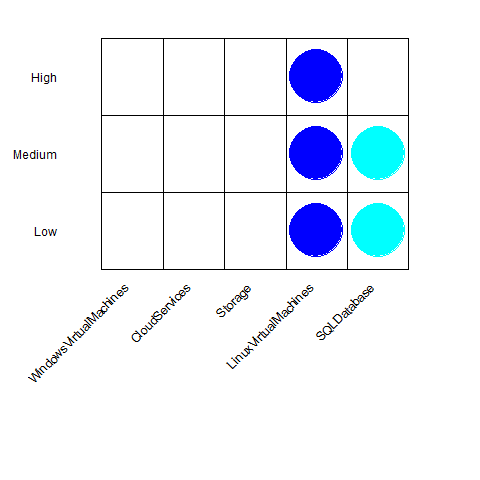 High
Medium
Low
WindowsVirtualMachines
CloudServices
Storage
LinuxVirtualMachines
SQLDatabase